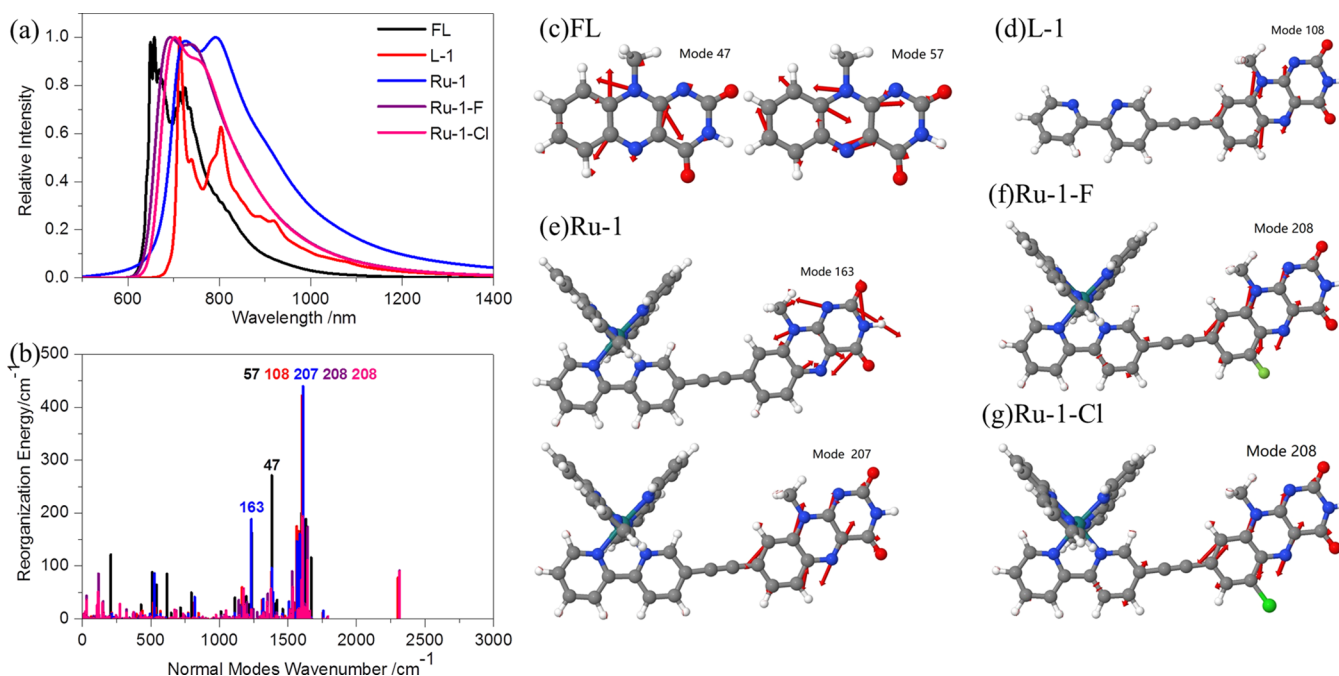 (a)
FL
L-1
Ru-1
Ru-1-F
Ru-1-Cl
Relative Intensity
1.0
0.8
0.6
0.4
0.2
0.0
600 800 1000 1200 1400
Wavelength /nm
(b)
Reorganization Energy/cm-1
500
400
300
200
100
0
57 108 207 208 208
47
163
0 500 1000 1500 2000 2500 3000
Normal Modes Wavenumber /cm-1
(c)FL
Mode 47
Mode 57
(d)L-1
Mode 108
(e)Ru-1
Mode 163
Mode 207
(f)Ru-1-F
Mode 208
(g)Ru-1-Cl
Mode 208